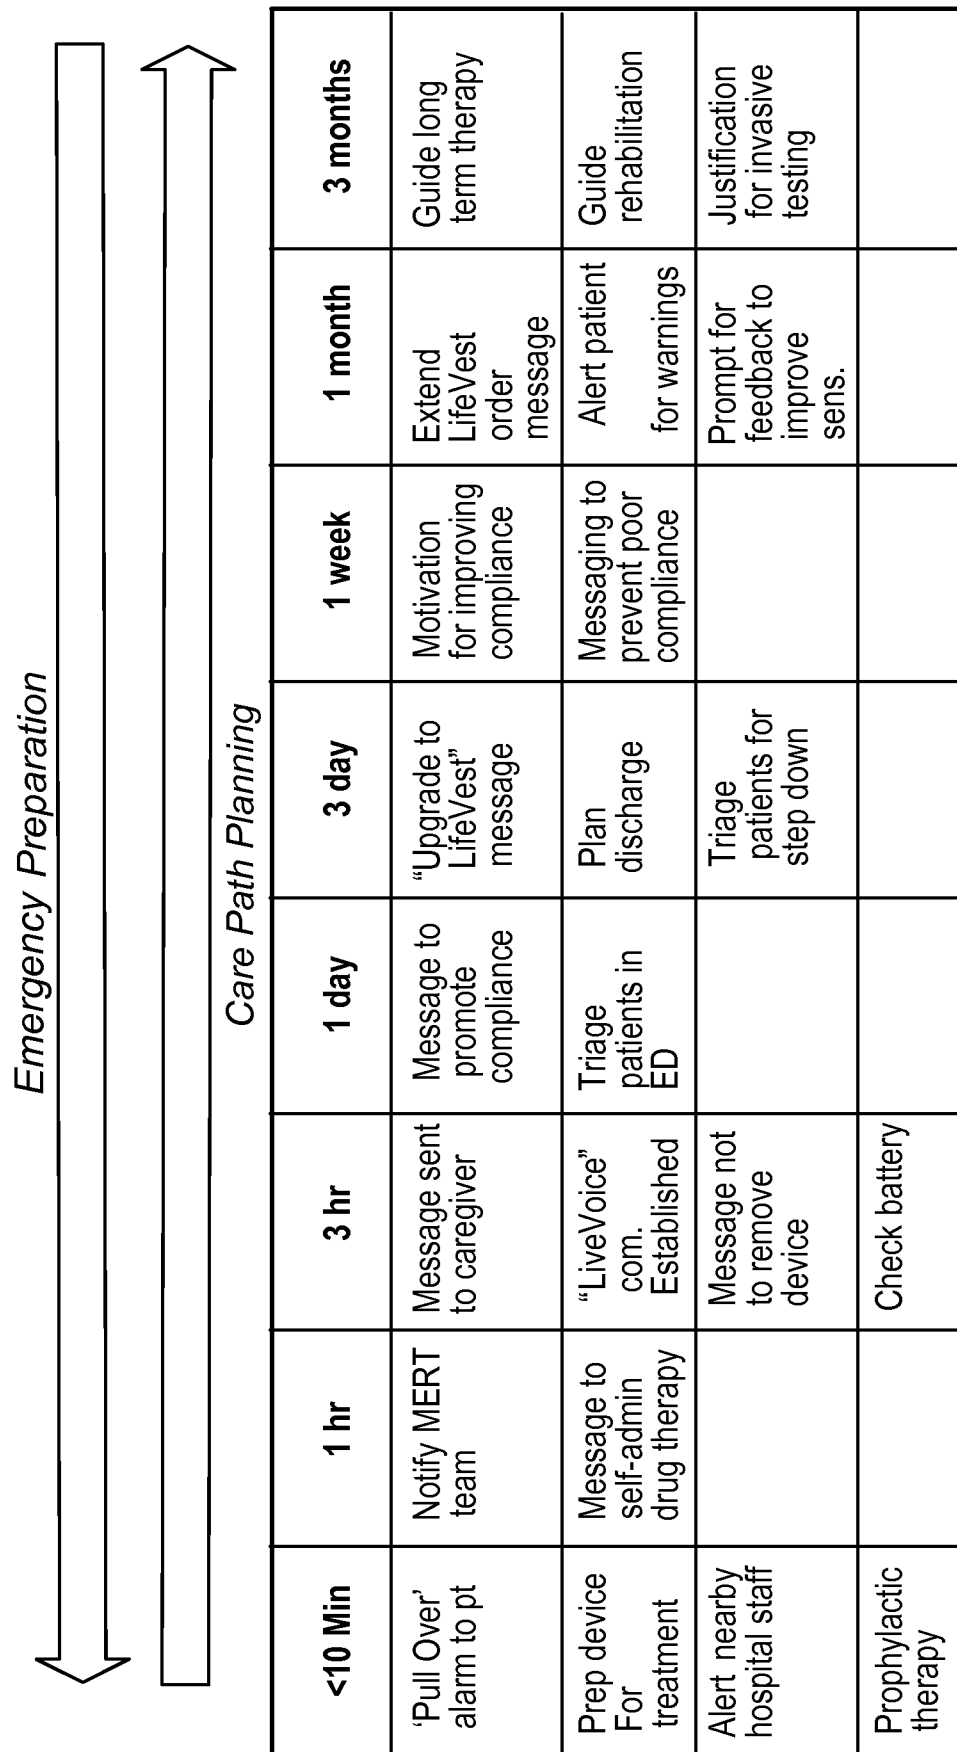 Emergency Preparation
Care Path Planning
<10 Min
1 hr
3 hr
1 day
3 day
1 week
1 month
3 months
‘Pull Over’
alarm to pt
Notify MERT
team
Message sent
to caregiver
Message to
promote
compliance
“Upgrade to
LifeVest”
message
Motivation
for improving
compliance
Extend
LifeVest
order
message
Guide long
term therapy
Prep device
For
treatment
Message to
self-admin
drug therapy
“LiveVoice”
com.
Established
Triage
patients in
ED
Plan
discharge
Messaging to
prevent poor
compliance
Alert patient
for warnings
Guide
rehabilitation
Alert nearby
hospital staff
Message not
to remove
device
Triage
patients for
step down
Prompt for
feedback to
improve
sens.
Justification
for invasive
testing
Prophylactic
therapy
Check battery